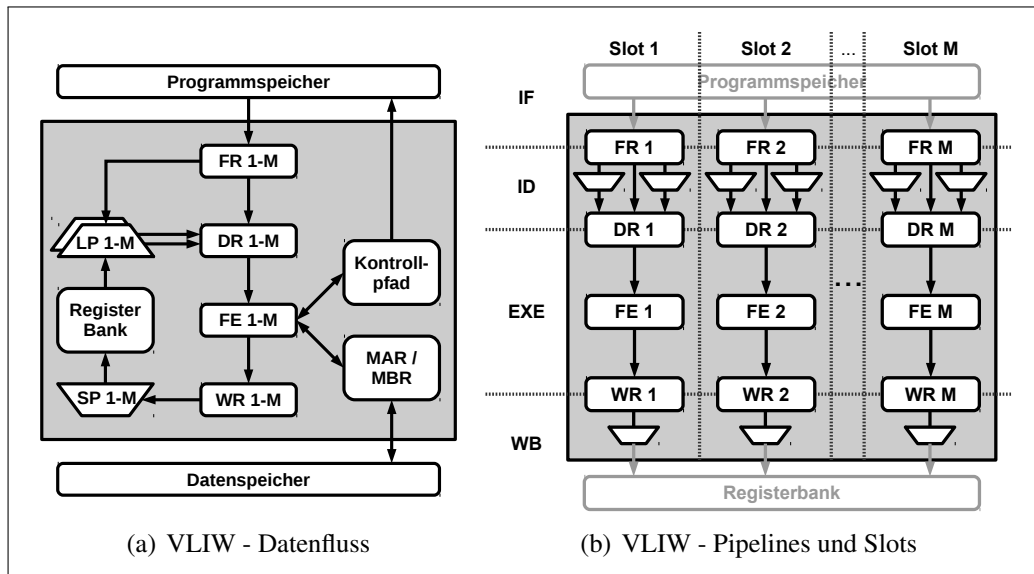 Programmspeicher
FR 1-M
LP 1-M
DR 1-M
Kontroll-
pfad
Register
Bank
FE 1-M
MAR /
MBR
SP 1-M
WR 1-M
Datenspeicher
(a) VLIW - Datenfluss
Slot 1 Slot 2 ... Slot M
Programmspeicher
IF
FR 1 FR 2 FR M
ID
DR 1 DR 2 DR M
...
EXE
FE 1 FE 2 FE M
WR 1 WR 2 WR M
WB
Registerbank
(b) VLIW - Pipelines und Slots